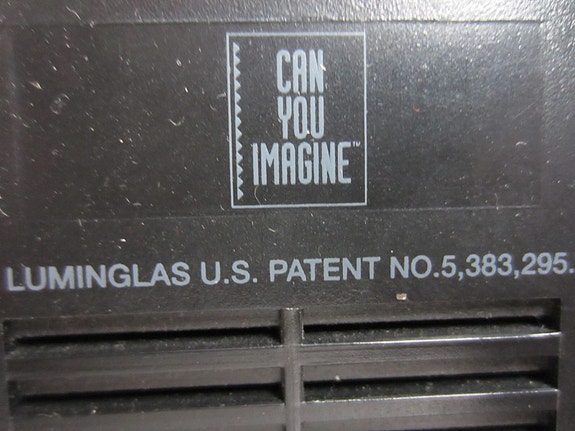 CAN
YOU
IMAGINE™
LUMINGLAS U.S. PATENT NO.5,383,295.